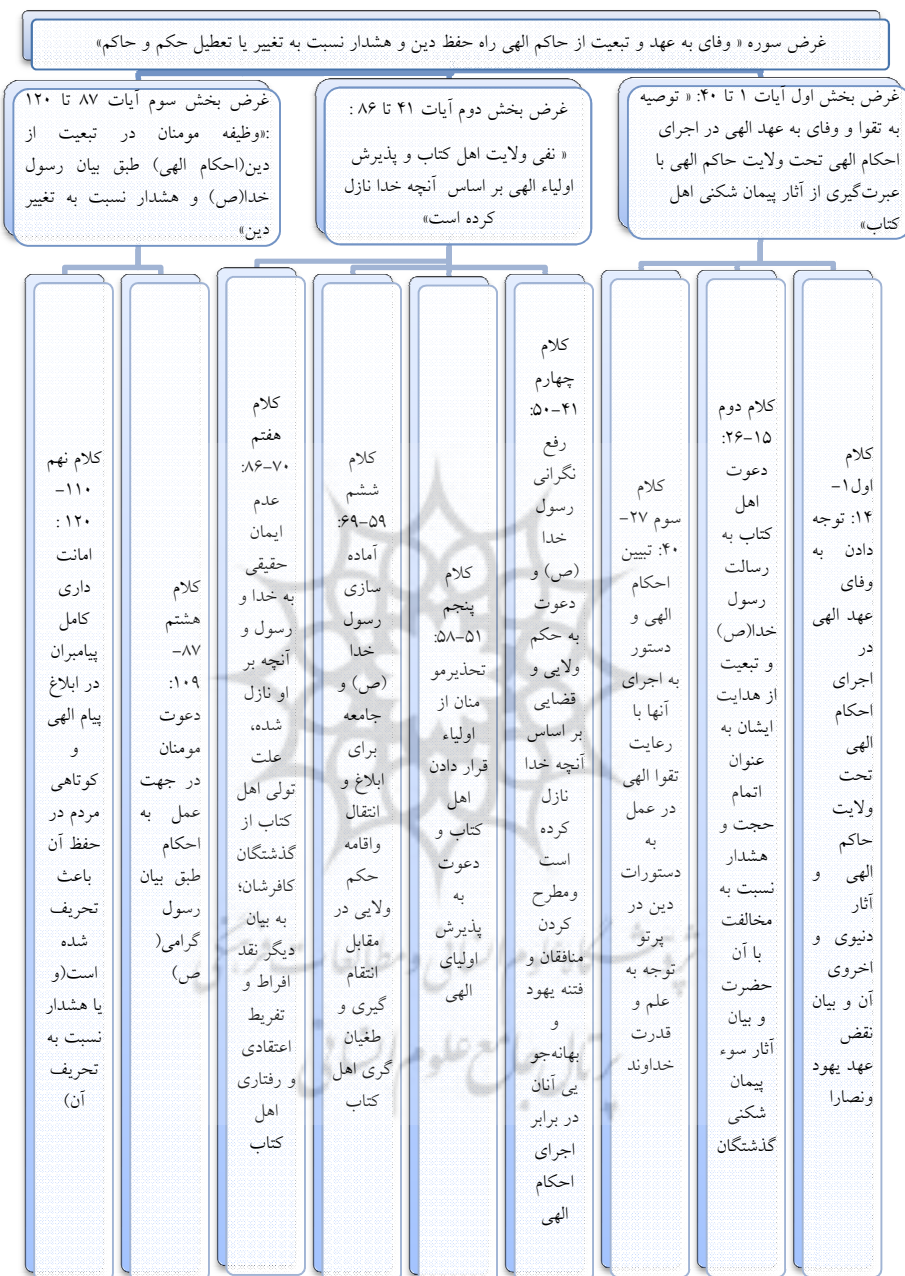 غرض سوره « وفای به عهد و تبعیت از حاکم الهی راه حفظ دین و هشدار نسبت به تغییر یا تعطیل حکم و حاکم»
غرض بخش اول آیات ۱ تا ۴۰: « توصیه
به تقوا و وفای به عهد الهی در اجرای
احکام الهی تحت ولایت حاکم الهی با
عبرت‌گیری از آثار پیمان شکنی اهل
کتاب»
غرض بخش دوم آیات ۴۱ تا ۸۶ :
« نفی ولایت اهل کتاب و پذیرش
اولیاء الهی بر اساس آنچه خدا نازل
کرده است»
غرض بخش سوم آیات ۸۷ تا ۱۲۰
:«وظیفه مومنان در تبعیت از
دین(احکام الهی) طبق بیان رسول
خدا(ص) و هشدار نسبت به تغییر
دین»
کلام
اول۱-
۱۴: توجه
دادن به
وفای
عهد الهی
در
اجرای
احکام
الهی
تحت
ولایت
حاکم
الهی و
آثار
دنیوی و
اخروی
آن و بیان
نقض
عهد یهود
ونصارا
کلام دوم
۱۵-۲۶:
دعوت
اهل
کتاب به
رسالت
رسول
خدا(ص)
و تبعیت
از هدایت
ایشان به
عنوان
اتمام
حجت و
هشدار
نسبت به
مخالفت
با آن
حضرت
و بیان
آثار سوء
پیمان
شکنی
گذشتگان
کلام
سوم ۲۷-
۴۰: تبیین
احکام
الهی و
دستور
به اجرای
آنها با
رعایت
تقوا الهی
در عمل
به
دستورات
دین در
پرتو
توجه به
علم و
قدرت
خداوند
کلام
چهارم
۴۱-۵۰:
رفع
نگرانی
رسول
خدا
(ص) و
دعوت
به حکم
ولایی و
قضایی
بر اساس
آنچه خدا
نازل
کرده
است
ومطرح
کردن
منافقان و
فتنه یهود
و
بهانه‌جو
یی آنان
در برابر
اجرای
احکام
الهی
کلام
پنجم
۵۱-۵۸:
تحذیرمو
منان از
اولیاء
قرار دادن
اهل
کتاب و
دعوت
به
پذیرش
اولیای
الهی
کلام
ششم
۵۹-۶۹:
آماده
سازی
رسول
خدا
(ص) و
جامعه
برای
ابلاغ و
انتقال
واقامه
حکم
ولایی در
مقابل
انتقام
گیری و
طغیان
گری اهل
کتاب
کلام
هفتم
۷۰-۸۶:
عدم
ایمان
حقیقی
به خدا و
رسول و
آنچه بر
او نازل
شده،
علت
تولی اهل
کتاب از
گذشتگان
کافرشان؛
به بیان
دیگر نقد
افراط و
تفریط
اعتقادی
و رفتاری
اهل
کتاب
کلام
هشتم
۸۷-
۱۰۹:
دعوت
مومنان
در جهت
عمل به
احکام
طبق بیان
رسول
گرامی(
ص)
کلام نهم
۱۱۰-
۱۲۰ :
امانت
داری
کامل
پیامبران
در ابلاغ
پیام الهی
و
کوتاهی
مردم در
حفظ آن
باعث
تحریف
شده
است(و
یا هشدار
نسبت به
تحریف
آن)
پژوهشگاه علوم انسانی و مطالعات فرهنگی
پرتال جامع علوم انسانی